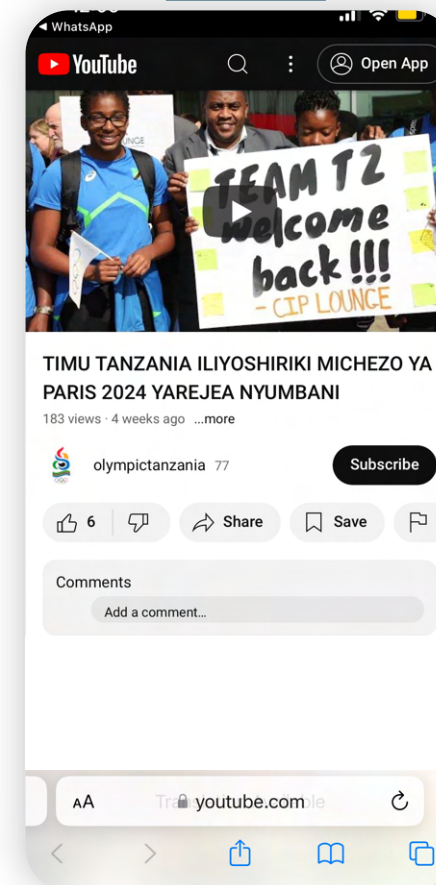 WhatsApp
YouTube
Open App
LOUNGE
TEAM TZ
welcome
back !!!
- CIP LOUNGE
TIMU TANZANIA ILIYOSHIRIKI MICHEZO YA
PARIS 2024 YAREJEA NYUMBANI
183 views · 4 weeks ago ...more
olympictanzania 77
Subscribe
6
Share
Save
Comments
Add a comment...
AA
youtube.com